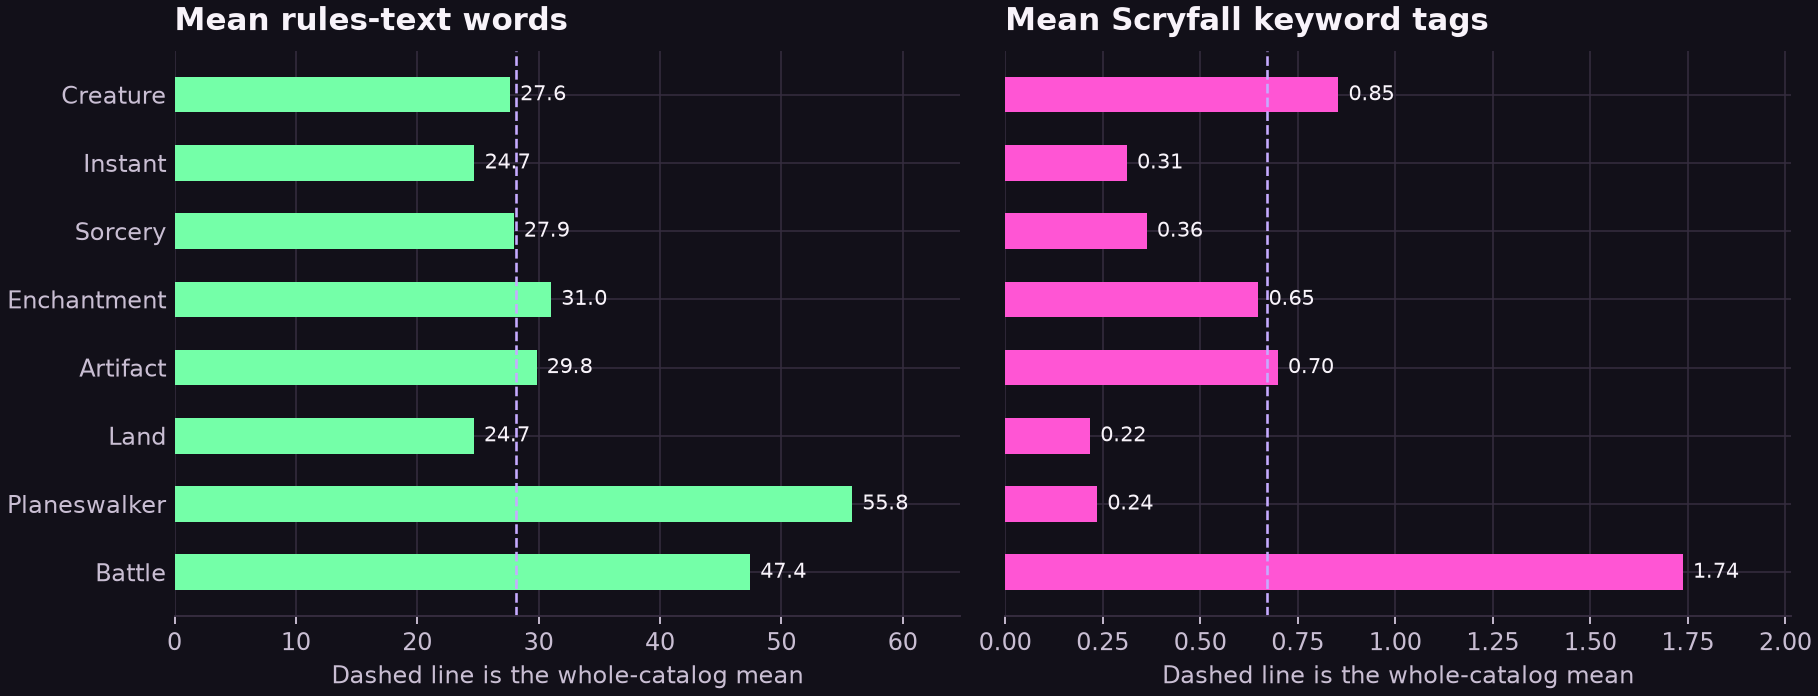 Mean rules-text words
Creature 27.6
Instant 24.7
Sorcery 27.9
Enchantment 31.0
Artifact 29.8
Land 24.7
Planeswalker 55.8
Battle 47.4
0 10 20 30 40 50 60
Dashed line is the whole-catalog mean
Mean Scryfall keyword tags
0.85
0.31
0.36
0.65
0.70
0.22
0.24
1.74
0.00 0.25 0.50 0.75 1.00 1.25 1.50 1.75 2.00
Dashed line is the whole-catalog mean